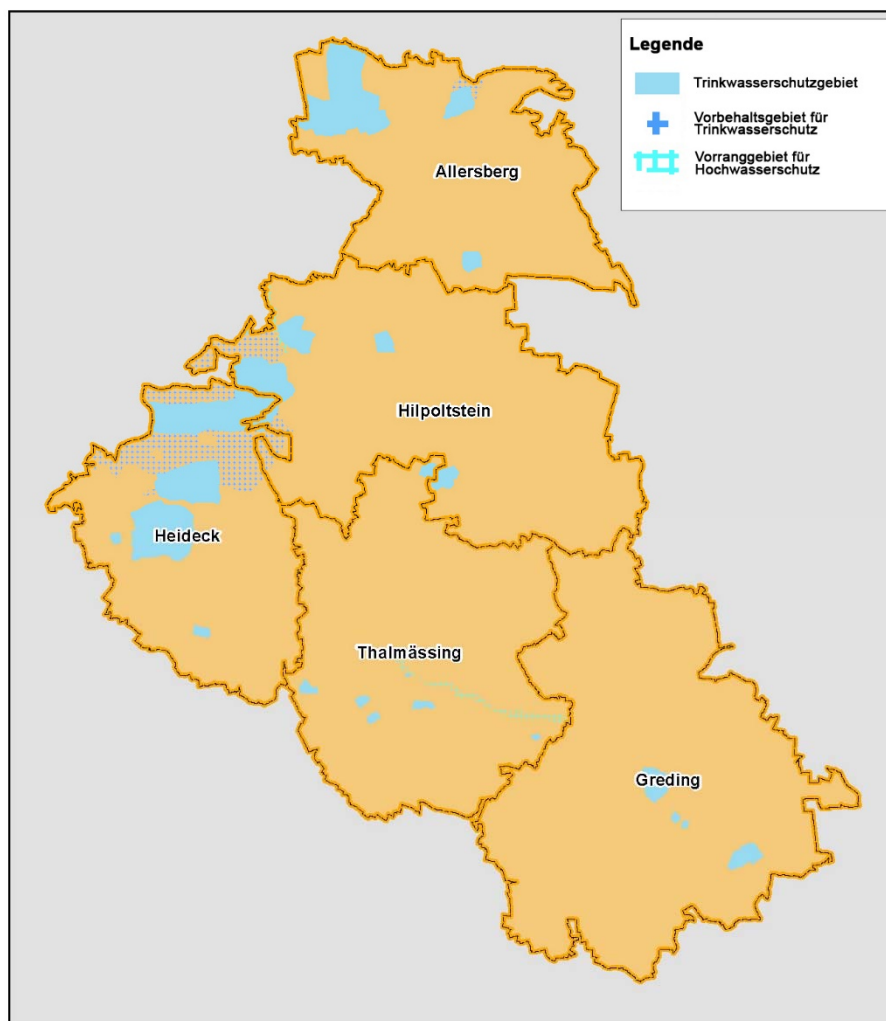 Legende
Trinkwasserschutzgebiet
Vorbehaltsgebiet für
Trinkwasserschutz
Vorranggebiet für
Hochwasserschutz
Allersberg
Hilpoltstein
Heideck
Thalmässing
Greding